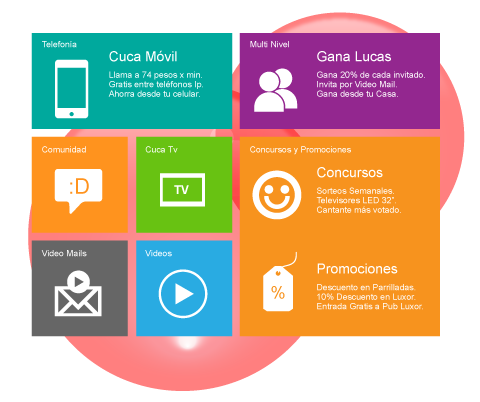 Telefonía
Cuca Móvil
Llama a 74 pesos x min.
Gratis entre teléfonos Ip.
Ahorra desde tu celular.
Multi Nivel
Gana Lucas
Gana 20% de cada invitado.
Invita por Video Mail.
Gana desde tu Casa.
Comunidad
:D
Cuca Tv
TV
Concursos y Promociones
Concursos
Sorteos Semanales.
Televisores LED 32".
Cantante más votado.
Video Mails
Videos
Promociones
%
Descuento en Parrilladas.
10% Descuento en Luxor.
Entrada Gratis a Pub Luxor.